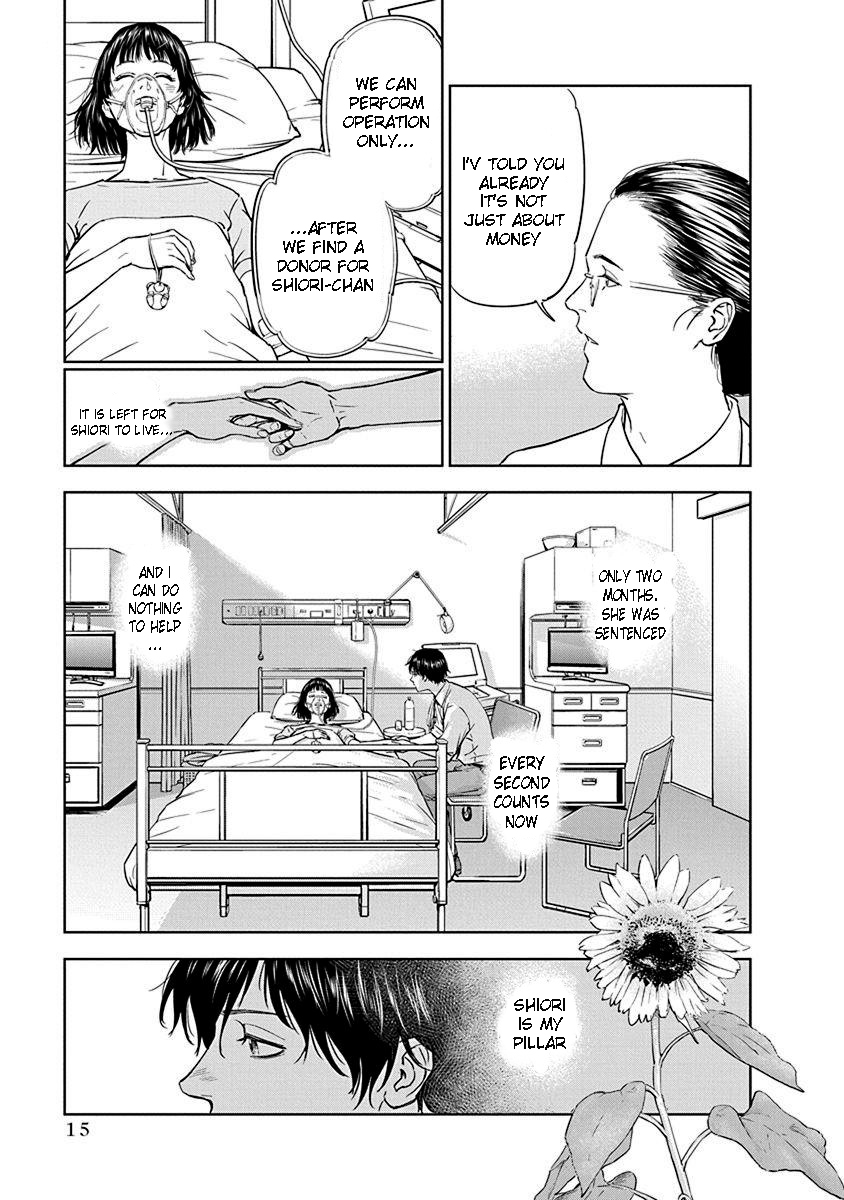 I'V TOLD YOU
ALREADY
IT'S NOT
JUST ABOUT
MONEY
WE CAN
PERFORM
OPERATION
ONLY...
...AFTER
WE FIND A
DONOR FOR
SHIORI-CHAN
IT IS LEFT FOR
SHIORI TO LIVE...
ONLY TWO
MONTHS.
SHE WAS
SENTENCED
EVERY
SECOND
COUNTS
NOW
AND I
CAN DO
NOTHING
TO HELP
...
SHIORI
IS MY
PILLAR
15